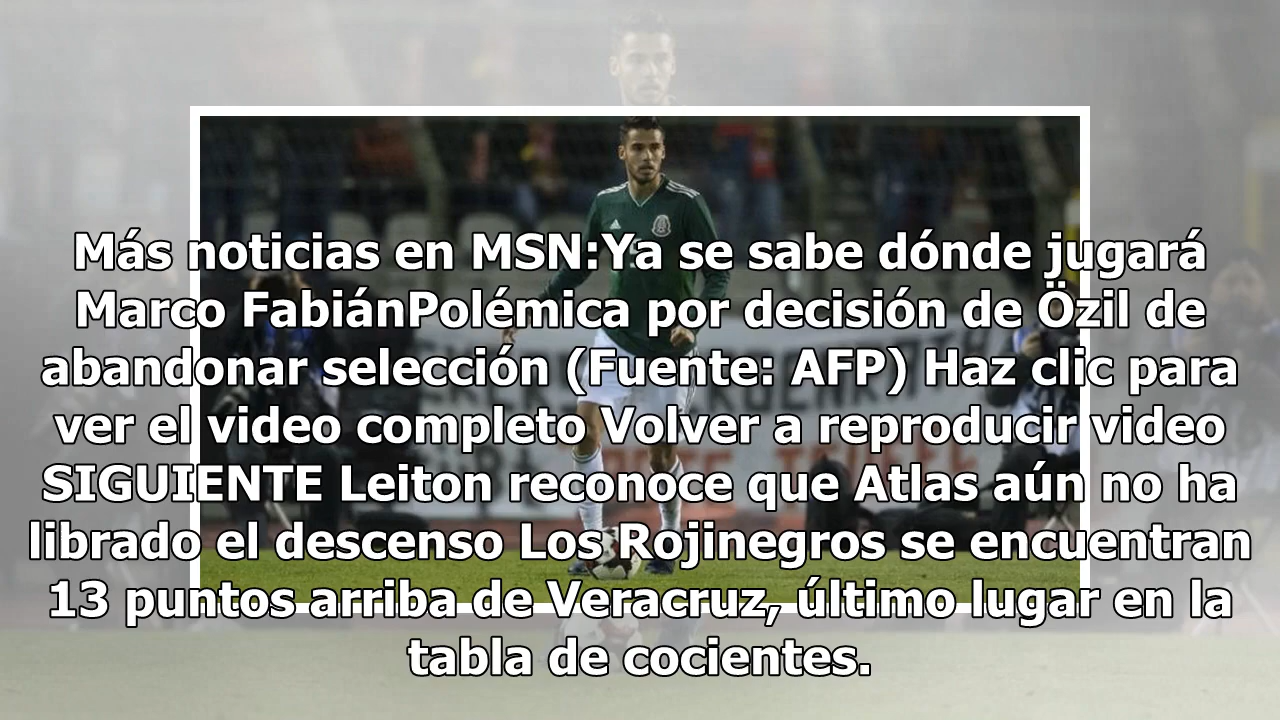 Más noticias en MSN:Ya se sabe dónde jugará
Marco FabiánPolémica por decisión de Özil de
abandonar selección (Fuente: AFP) Haz clic para
ver el video completo Volver a reproducir video
SIGUIENTE Leiton reconoce que Atlas aún no ha
librado el descenso Los Rojinegros se encuentran
13 puntos arriba de Veracruz, último lugar en la
tabla de cocientes.